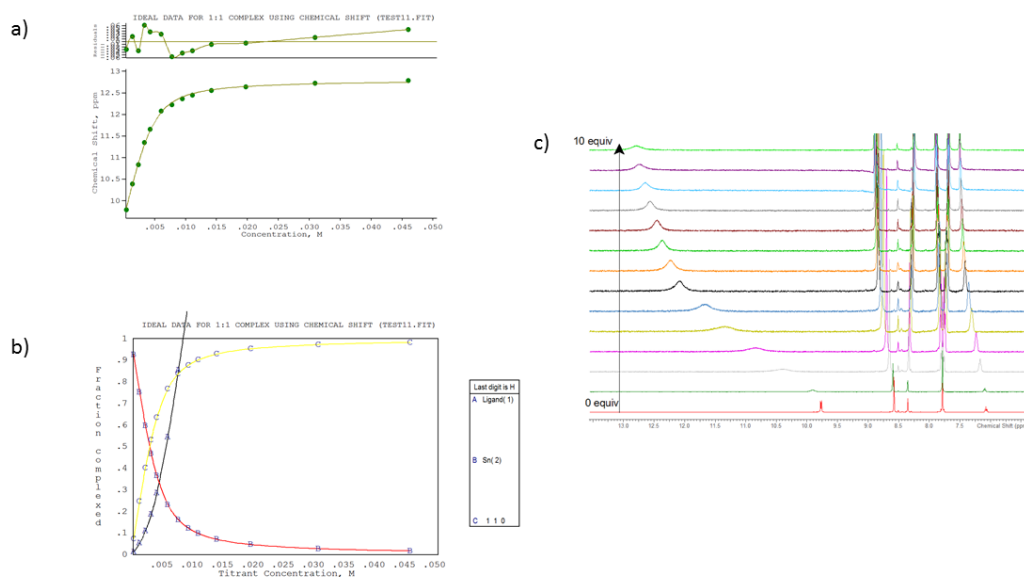 a)
IDEAL DATA FOR 1:1 COMPLEX USING CHEMICAL SHIFT (TEST11.FIT)
Residuals
Chemical Shift, ppm
13
12.5
12
11.5
11
10.5
10
.005 .010 .015 .020 .025 .030 .035 .040 .045 .050
Concentration, M
b)
IDEAL DATA FOR 1:1 COMPLEX USING CHEMICAL SHIFT (TEST11.FIT)
Fraction complexed
1
.9
.8
.7
.6
.5
.4
.3
.2
.1
0
.005 .010 .015 .020 .025 .030 .035 .040 .045 .050
Titrant Concentration, M
Last digit is H
A Ligand( 1)
B Sn( 2)
C 1 1 0
c)
10 equiv
0 equiv
13.0 12.5 12.0 11.5 11.0 10.5 10.0 9.5 9.0 8.5 8.0 7.5
Chemical Shift (ppm